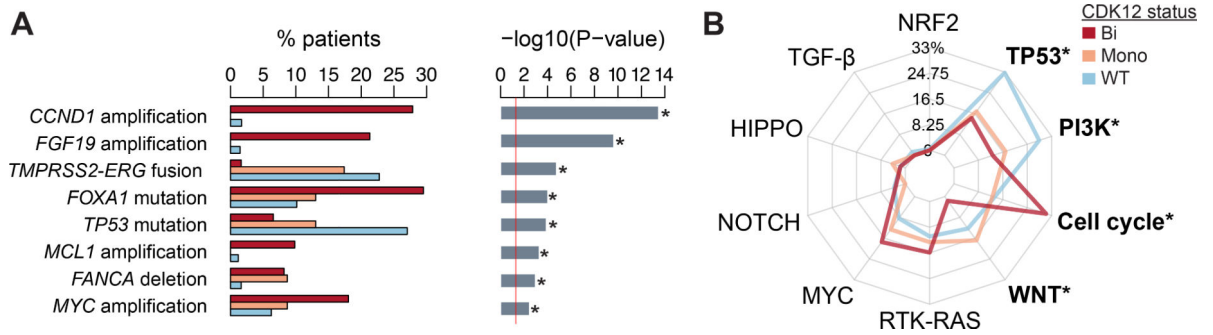 A
% patients
0 5 10 15 20 25 30
−log10(P−value)
0 2 4 6 8 10 12 14
CCND1 amplification
*
FGF19 amplification
*
TMPRSS2-ERG fusion
*
FOXA1 mutation
*
TP53 mutation
*
MCL1 amplification
*
FANCA deletion
*
MYC amplification
*
B
CDK12 status
Bi
Mono
WT
NRF2
33%
24.75
16.5
8.25
TP53*
PI3K*
Cell cycle*
WNT*
RTK-RAS
MYC
NOTCH
HIPPO
TGF-β